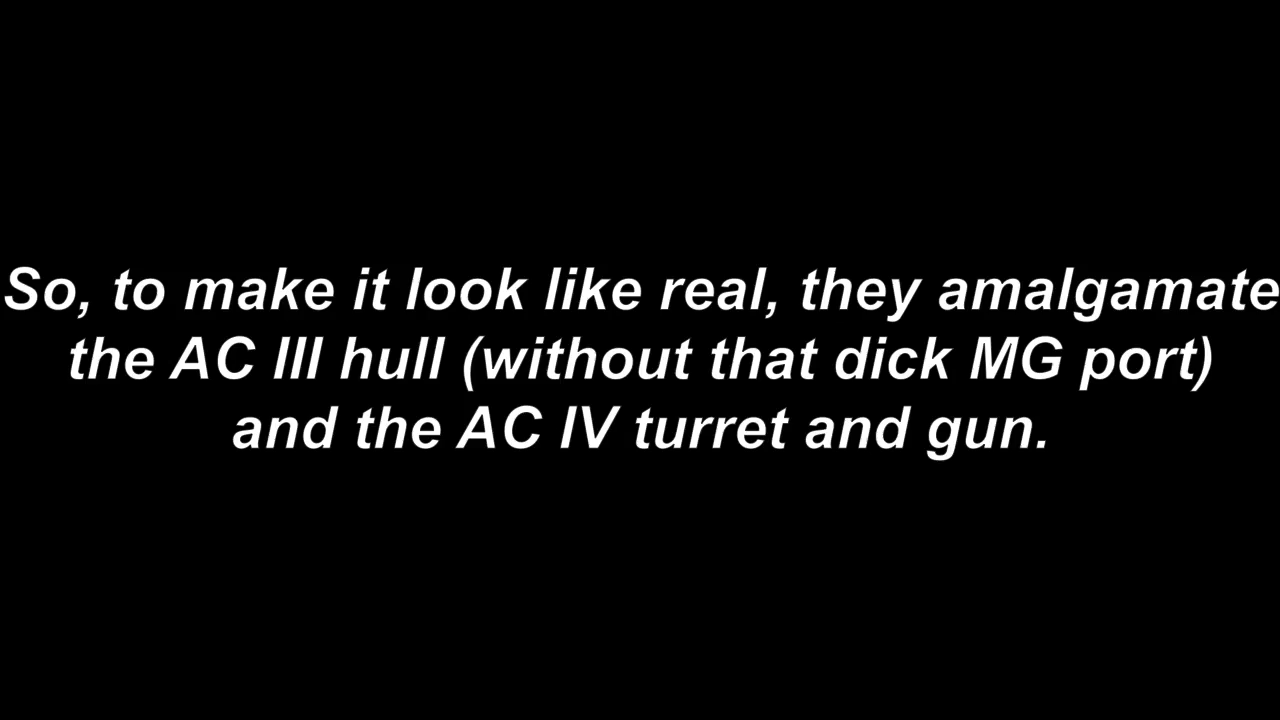 So, to make it look like real, they amalgamate
the AC III hull (without that dick MG port)
and the AC IV turret and gun.